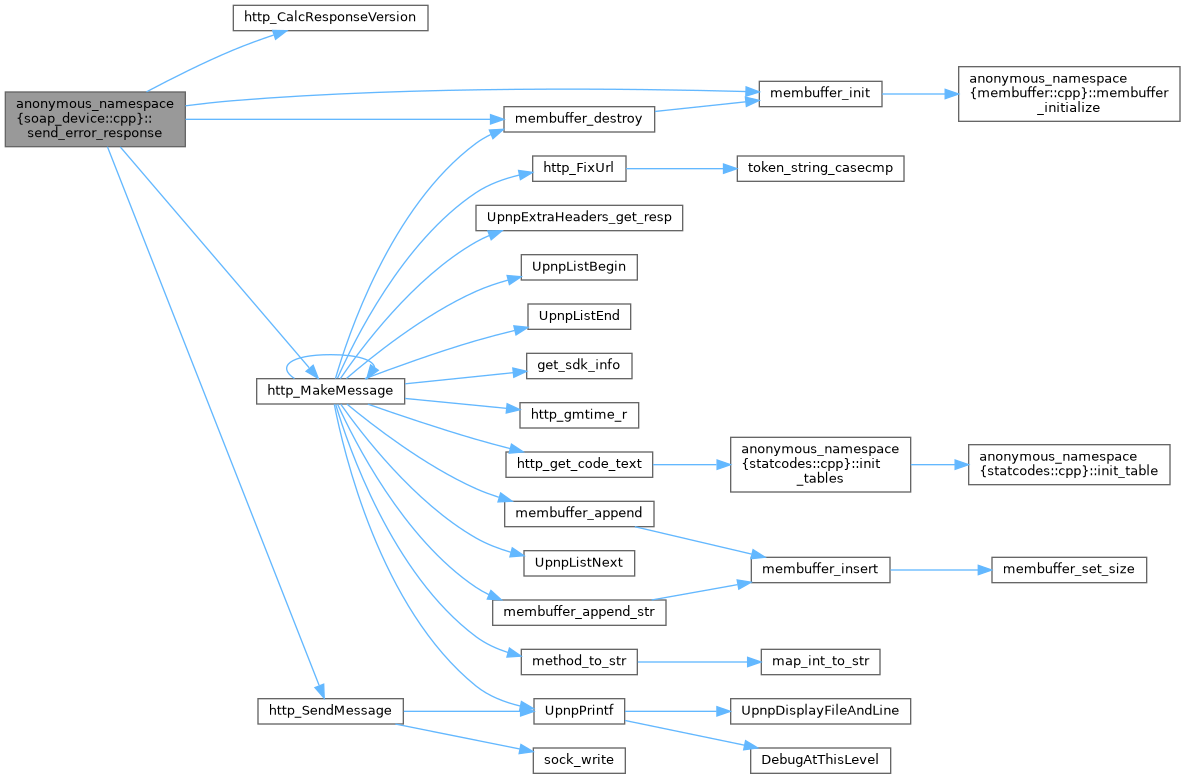 http_CalcResponseVersion
anonymous_namespace
{soap_device::cpp}::
send_error_response
membuffer_init
anonymous_namespace
{membuffer::cpp}::membuffer
_initialize
membuffer_destroy
http_FixUrl
token_string_casecmp
UpnpExtraHeaders_get_resp
UpnpListBegin
UpnpListEnd
get_sdk_info
http_MakeMessage
http_gmtime_r
http_get_code_text
anonymous_namespace
{statcodes::cpp}::init
_tables
anonymous_namespace
{statcodes::cpp}::init_table
membuffer_append
UpnpListNext
membuffer_insert
membuffer_set_size
membuffer_append_str
method_to_str
map_int_to_str
http_SendMessage
UpnpPrintf
UpnpDisplayFileAndLine
sock_write
DebugAtThisLevel